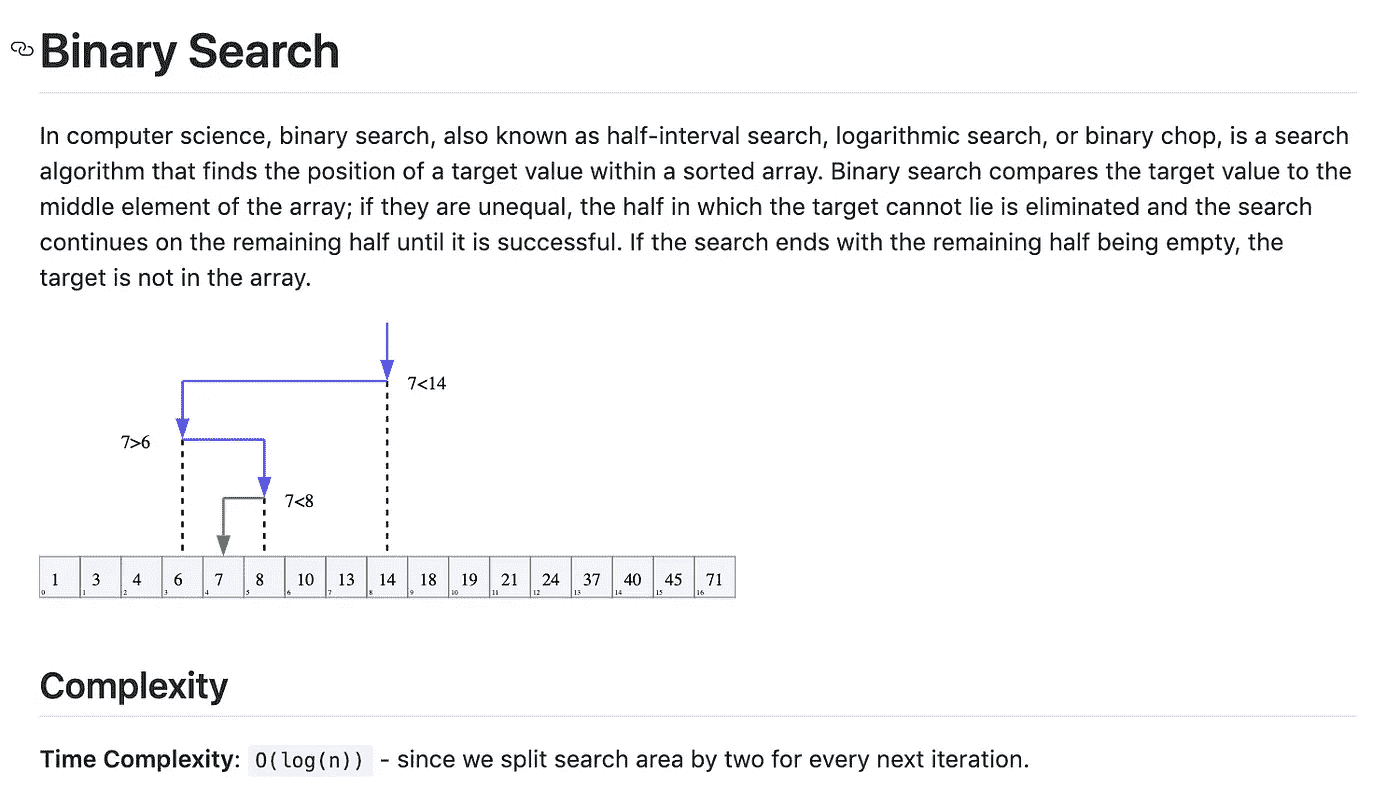 Binary Search
In computer science, binary search, also known as half-interval search, logarithmic search, or binary chop, is a search
algorithm that finds the position of a target value within a sorted array. Binary search compares the target value to the
middle element of the array; if they are unequal, the half in which the target cannot lie is eliminated and the search
continues on the remaining half until it is successful. If the search ends with the remaining half being empty, the
target is not in the array.
7<14
7>6
7<8
1 3 4 6 7 8 10 13 14 18 19 21 24 37 40 45 71
0 1 2 3 4 5 6 7 8 9 10 11 12 13 14 15 16
Complexity
Time Complexity: O(log(n)) - since we split search area by two for every next iteration.